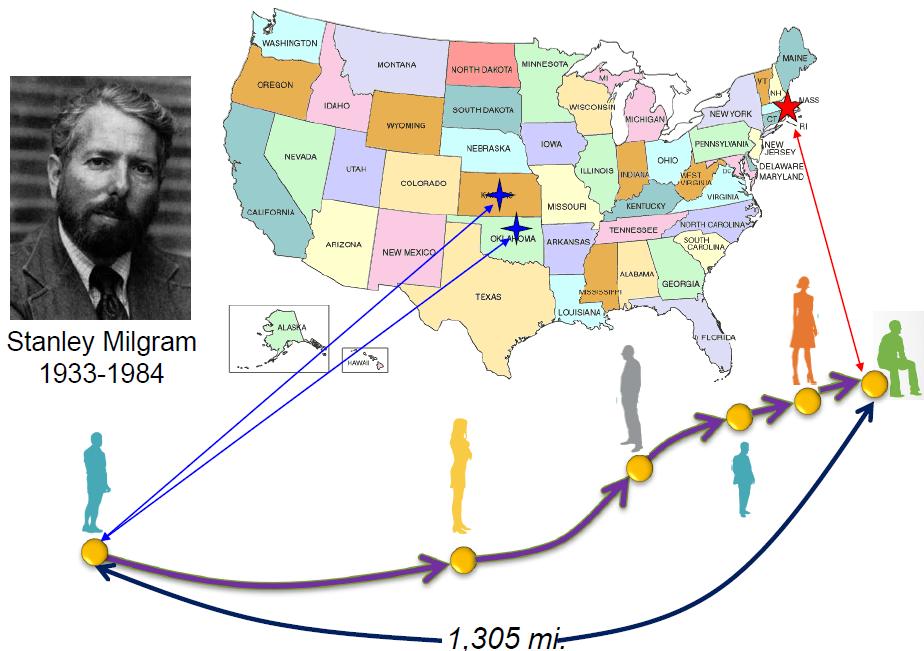 WASHINGTON
OREGON
CALIFORNIA
NEVADA
IDAHO
MONTANA
WYOMING
UTAH
ARIZONA
COLORADO
NEW MEXICO
NORTH DAKOTA
SOUTH DAKOTA
NEBRASKA
OKLAHOMA
TEXAS
MINNESOTA
IOWA
MISSOURI
ARKANSAS
LOUISIANA
WISCONSIN
ILLINOIS
MI
MICHIGAN
INDIANA
OHIO
KENTUCKY
TENNESSEE
MISSISSIPPI
ALABAMA
GEORGIA
FLORIDA
SOUTH
CAROLINA
NORTH CAROLINA
VIRGINIA
WEST
VIRGINIA
DC
MARYLAND
DELAWARE
NEW
JERSEY
PENNSYLVANIA
NEW YORK
CT
RI
MASS
VT
NH
MAINE
ALASKA
HAWAII
Stanley Milgram
1933-1984
1,305 mi.